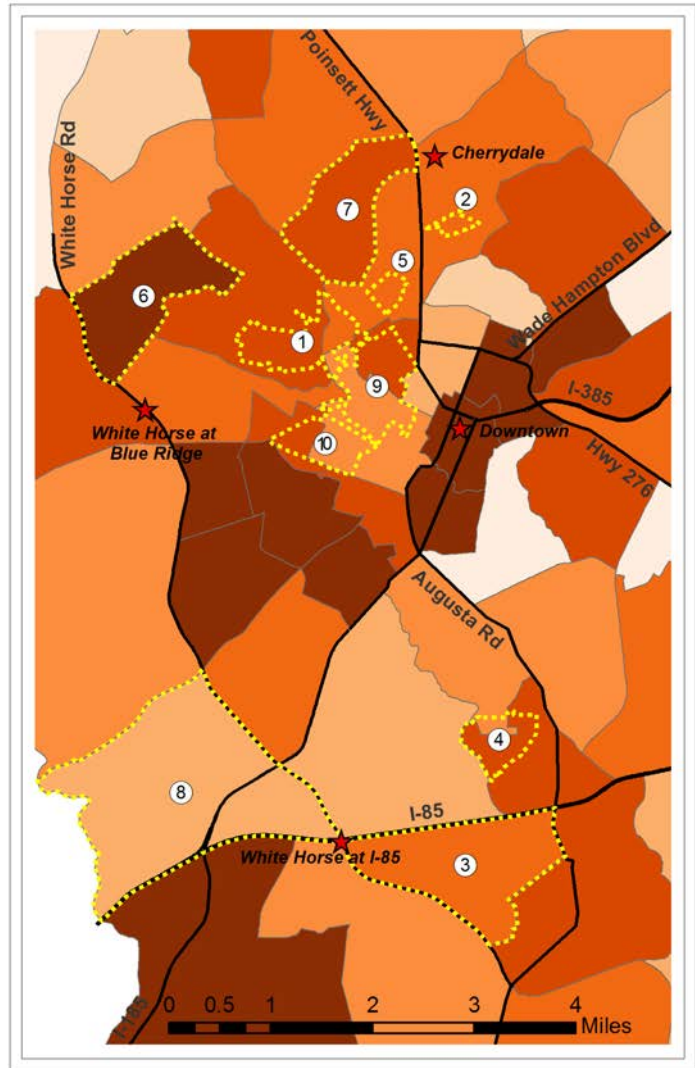 Poinsett Hwy
White Horse Rd
Cherrydale
7
2
5
Wade Hampton Blvd
6
1
9
I-385
White Horse at
Blue Ridge
10
Downtown
Hwy 276
Augusta Rd
4
8
I-85
White Horse at I-85
3
I-185
0 0.5 1 2 3 4
Miles